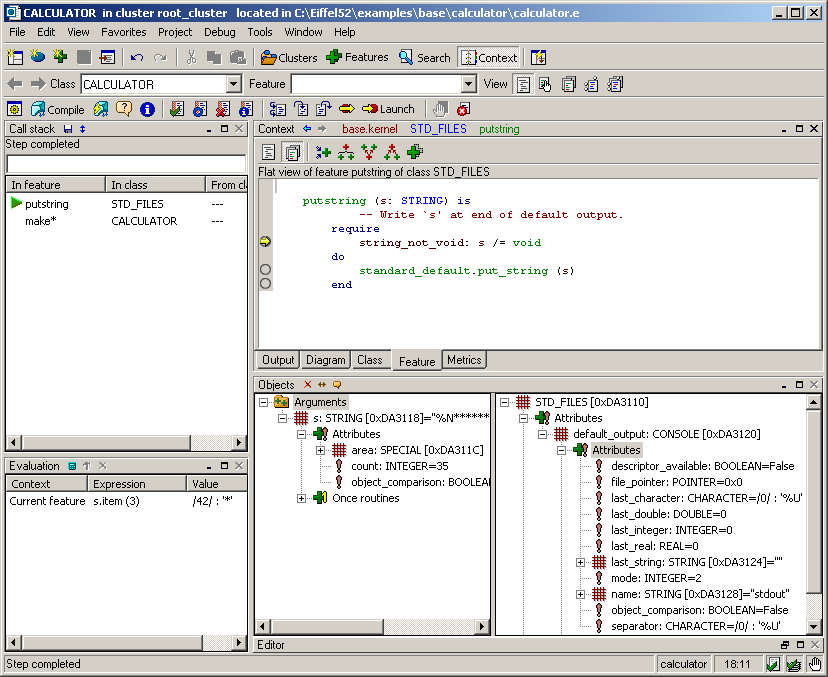 CALCULATOR in cluster root_cluster located in C:\Eiffel52\examples\base\calculator\calculator.e
File Edit View Favorites Project Debug Tools Window Help
Clusters Features Search Context
Class CALCULATOR Feature View
Compile Launch
Call stack
Step completed
In feature In class From cl
putstring STD_FILES ---
make* CALCULATOR ---
Context base.kernel STD_FILES putstring
Flat view of feature putstring of class STD_FILES
putstring (s: STRING) is
-- Write `s' at end of default output.
require
string_not_void: s /= void
do
standard_default.put_string (s)
end
Output Diagram Class Feature Metrics
Evaluation
Context Expression Value
Current feature s.item (3) /42/ : '*'
Objects
Arguments
s: STRING [0xDA3118]="%N*******
Attributes
area: SPECIAL [0xDA311C]
count: INTEGER=35
object_comparison: BOOLEA
Once routines
STD_FILES [0xDA3110]
Attributes
default_output: CONSOLE [0xDA3120]
Attributes
descriptor_available: BOOLEAN=False
file_pointer: POINTER=0x0
last_character: CHARACTER=/0/ : '%U'
last_double: DOUBLE=0
last_integer: INTEGER=0
last_real: REAL=0
last_string: STRING [0xDA3124]=""
mode: INTEGER=2
name: STRING [0xDA3128]="stdout"
object_comparison: BOOLEAN=False
separator: CHARACTER=/0/ : '%U'
Editor
Step completed calculator 18:11